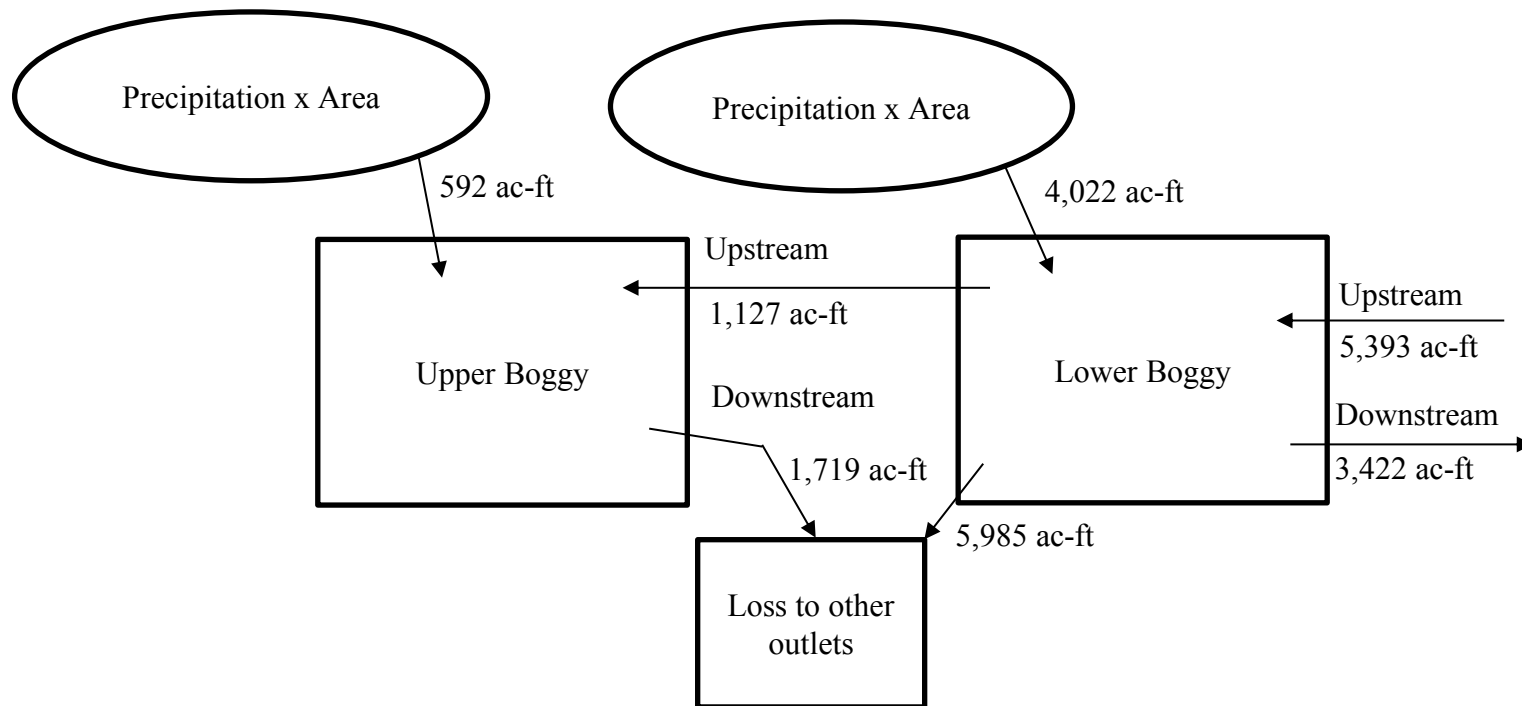 Precipitation x Area
Precipitation x Area
592 ac-ft
4,022 ac-ft
Upstream
1,127 ac-ft
Upstream
5,393 ac-ft
Upper Boggy
Lower Boggy
Downstream
1,719 ac-ft
Downstream
3,422 ac-ft
5,985 ac-ft
Loss to other
outlets